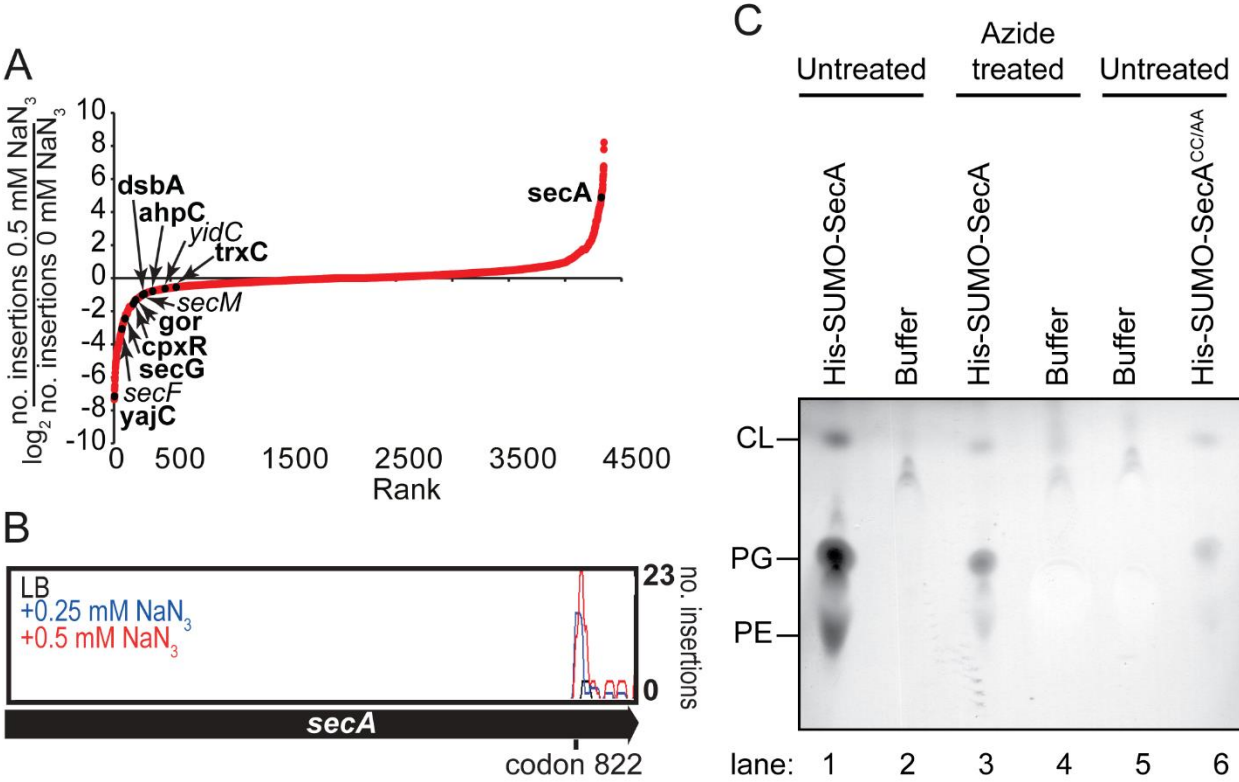 A
log₂ no. insertions 0.5 mM NaN₃
no. insertions 0 mM NaN₃
10
8
6
4
2
0
-2
-4
-6
-8
-10
dsbA
ahpC
yidC
trxC
secM
gor
cpxR
secG
secF
yajC
secA
0
500
1500
2500
3500
4500
Rank
B
LB
+0.25 mM NaN₃
+0.5 mM NaN₃
23
0
no. insertions
secA
codon 822
C
Untreated
Azide
treated
Untreated
His-SUMO-SecA
Buffer
His-SUMO-SecA
Buffer
Buffer
His-SUMO-SecA^CC/AA
CL
PG
PE
lane: 1 2 3 4 5 6